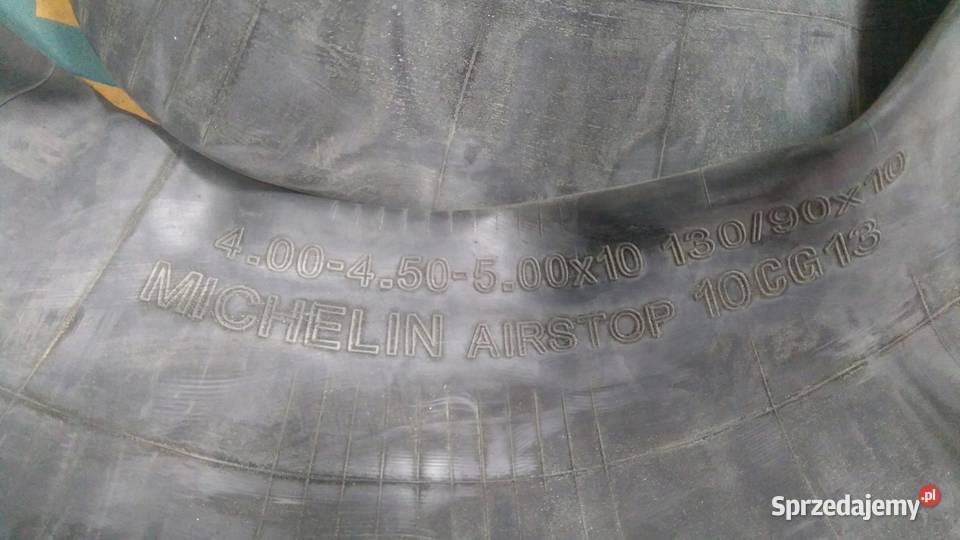 4.00-4.50-5.00x10 130/90x10
MICHELIN AIRSTOP 10CG13
Sprzedajemy.pl